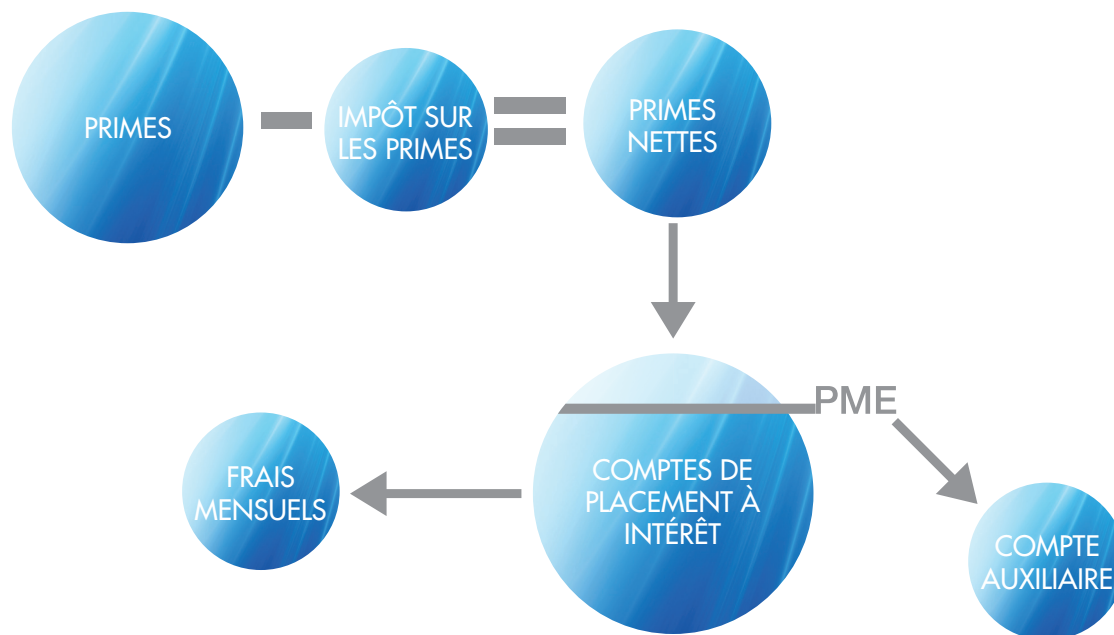 PRIMES
IMPÔT SUR
LES PRIMES
PRIMES
NETTES
PME
COMPTES DE
PLACEMENT À
INTÉRÊT
FRAIS
MENSUELS
COMPTE
AUXILIAIRE